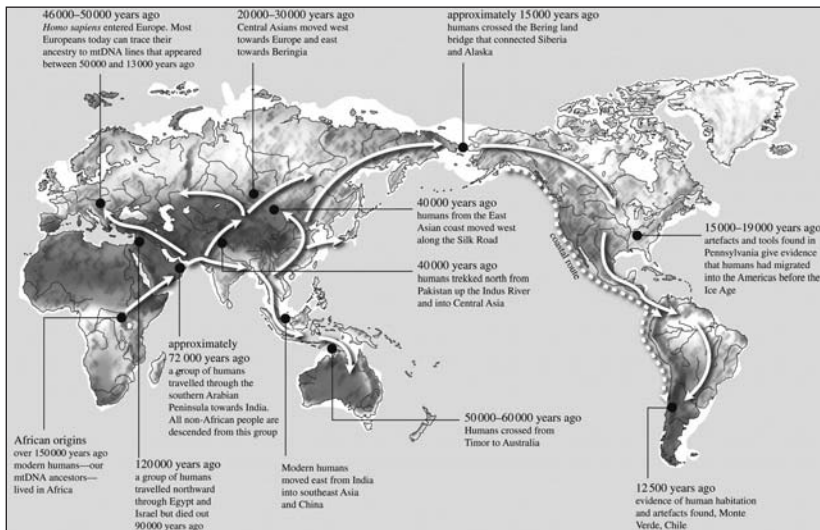 46 000–50 000 years ago
Homo sapiens entered Europe. Most
Europeans today can trace their
ancestry to mtDNA lines that appeared
between 50 000 and 13 000 years ago
20 000–30 000 years ago
Central Asians moved west
towards Europe and east
towards Beringia
approximately 15 000 years ago
humans crossed the Bering land
bridge that connected Siberia
and Alaska
40 000 years ago
humans from the East
Asian coast moved west
along the Silk Road
40 000 years ago
humans trekked north from
Pakistan up the Indus River
and into Central Asia
coastal route
15 000–19 000 years ago
artefacts and tools found in
Pennsylvania give evidence
that humans had migrated
into the Americas before the
Ice Age
approximately
72 000 years ago
a group of humans
travelled through the
southern Arabian
Peninsula towards India.
All non-African people are
descended from this group
50 000–60 000 years ago
Humans crossed from
Timor to Australia
African origins
over 150 000 years ago
modern humans—our
mtDNA ancestors—
lived in Africa
120 000 years ago
a group of humans
travelled northward
through Egypt and
Israel but died out
90 000 years ago
Modern humans
moved east from India
into southeast Asia
and China
12 500 years ago
evidence of human habitation
and artefacts found, Monte
Verde, Chile